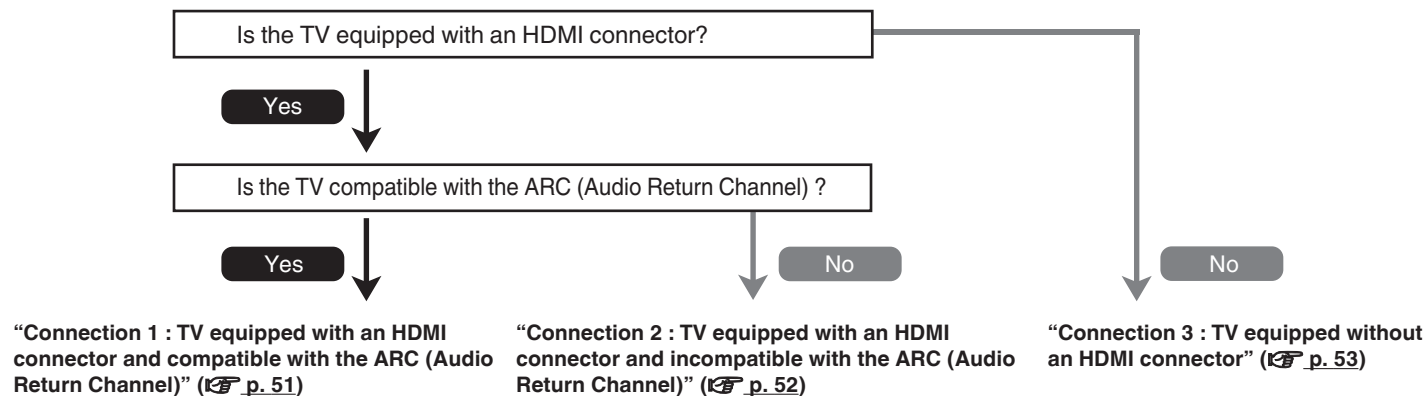 Is the TV equipped with an HDMI connector?
Yes
Is the TV compatible with the ARC (Audio Return Channel) ?
Yes
No
No
“Connection 1 : TV equipped with an HDMI
connector and compatible with the ARC (Audio
Return Channel)” (☞ p. 51)
“Connection 2 : TV equipped with an HDMI
connector and incompatible with the ARC (Audio
Return Channel)” (☞ p. 52)
“Connection 3 : TV equipped without
an HDMI connector” (☞ p. 53)